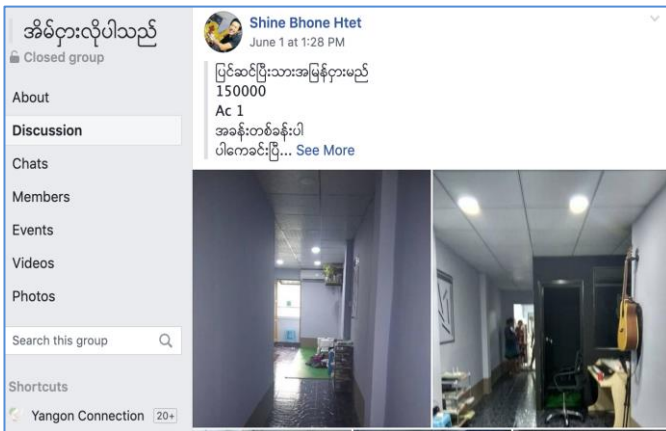 အိမ်ငှားလိုပါသည်
Closed group
About
Discussion
Chats
Members
Events
Videos
Photos
Search this group
Shortcuts
Yangon Connection 20+
Shine Bhone Htet
June 1 at 1:28 PM
ပြင်ဆင်ပြီးသားအမြန်ငှားမည်
150000
Ac 1
အခန်းတစ်ခန်းပါ
ပါကေခင်းပြီ... See More